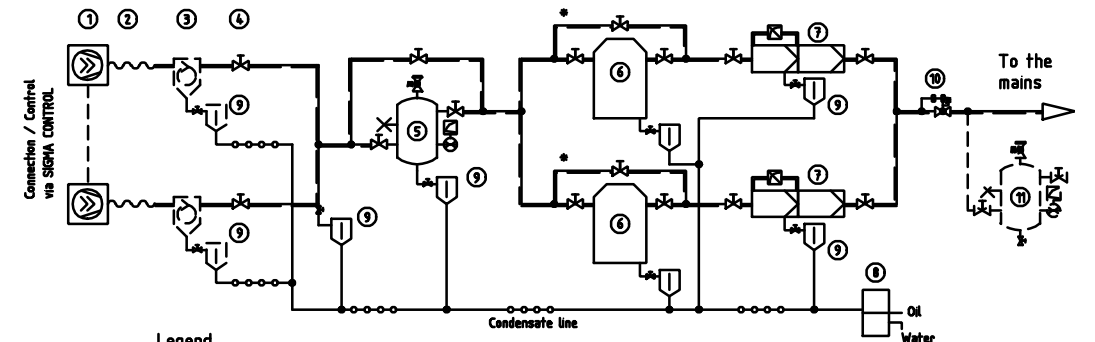 1 2 3 4
* 7
10
To the
mains
6
9
9
5
Connection / Control
via SIGMA CONTROL
* 9
7
11
9
9
6
9
8
Oil
Condensate line
Water
Legend